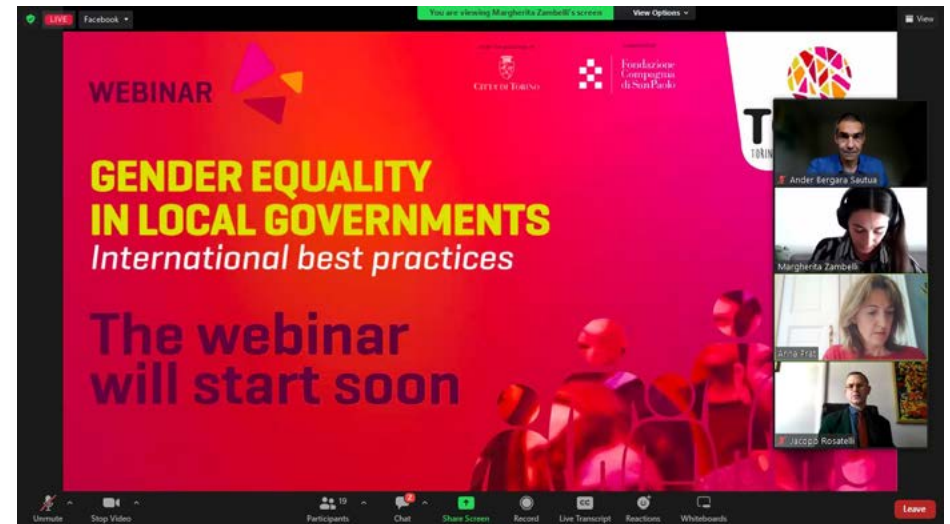 LIVE
Facebook
You are viewing Margherita Zambelli's screen
View Options
View
WEBINAR
CITTÀ DI TORINO
Fondazione
Compagnia
di San Paolo
GENDER EQUALITY
IN LOCAL GOVERNMENTS
International best practices
The webinar
will start soon
Ander Bergara Sautua
Margherita Zambelli
Anna Prat
Jacopo Rosatelli
Unmute
Stop Video
19
Participants
2
Chat
Share Screen
Record
CC
Live Transcript
Reactions
Whiteboards
Leave